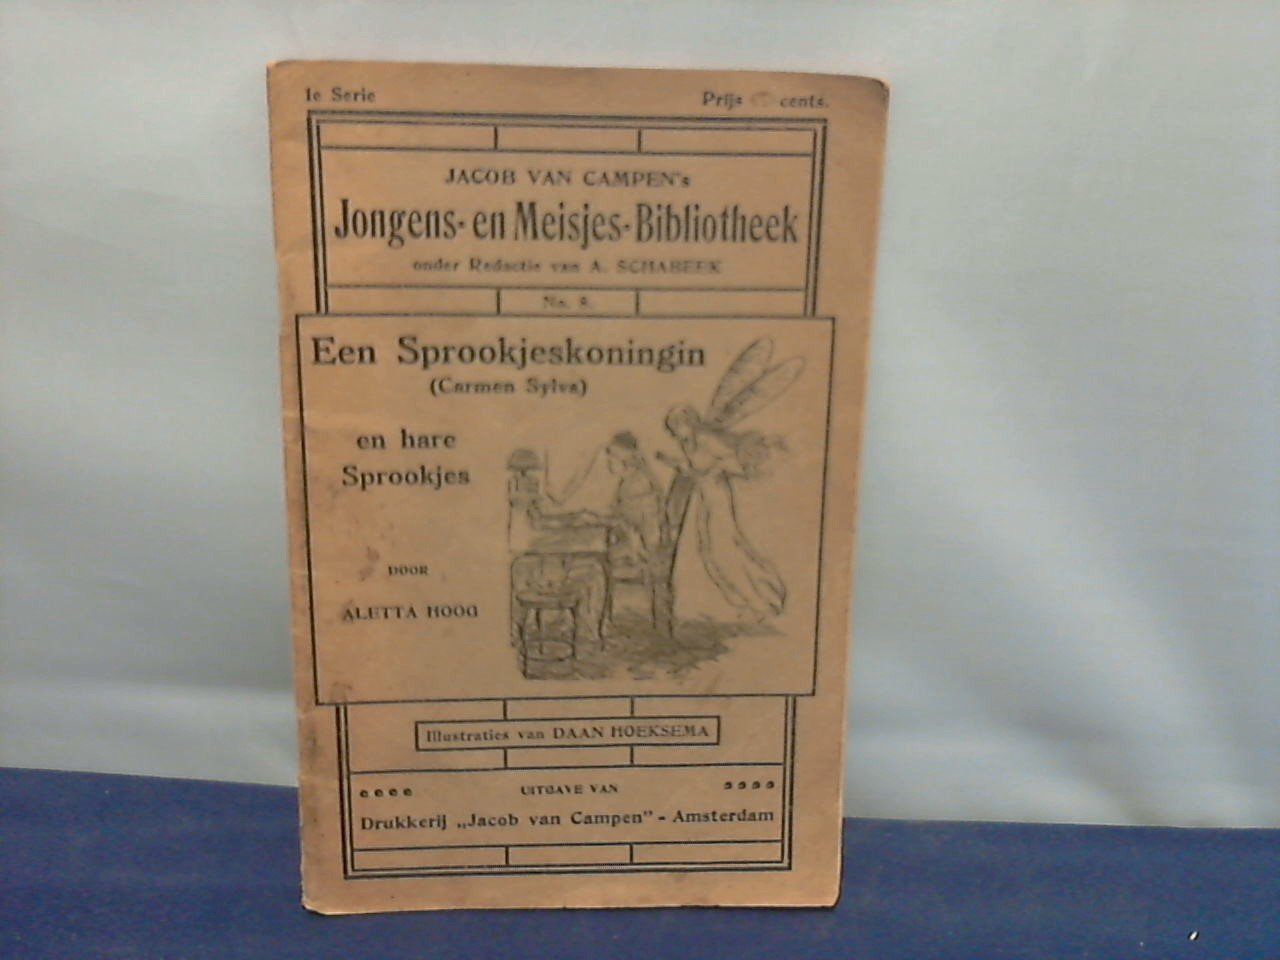 1e Serie
Prijs cents.
JACOB VAN CAMPEN's
Jongens- en Meisjes-Bibliotheek
onder Redactie van A. SCHABEEK
No.
Een Sprookjeskoningin
(Carmen Sylva)
en hare
Sprookjes
DOOR
ALETTA HOOG
Illustraties van DAAN HOEKSEMA
UITGAVE VAN
Drukkerij „Jacob van Campen” - Amsterdam